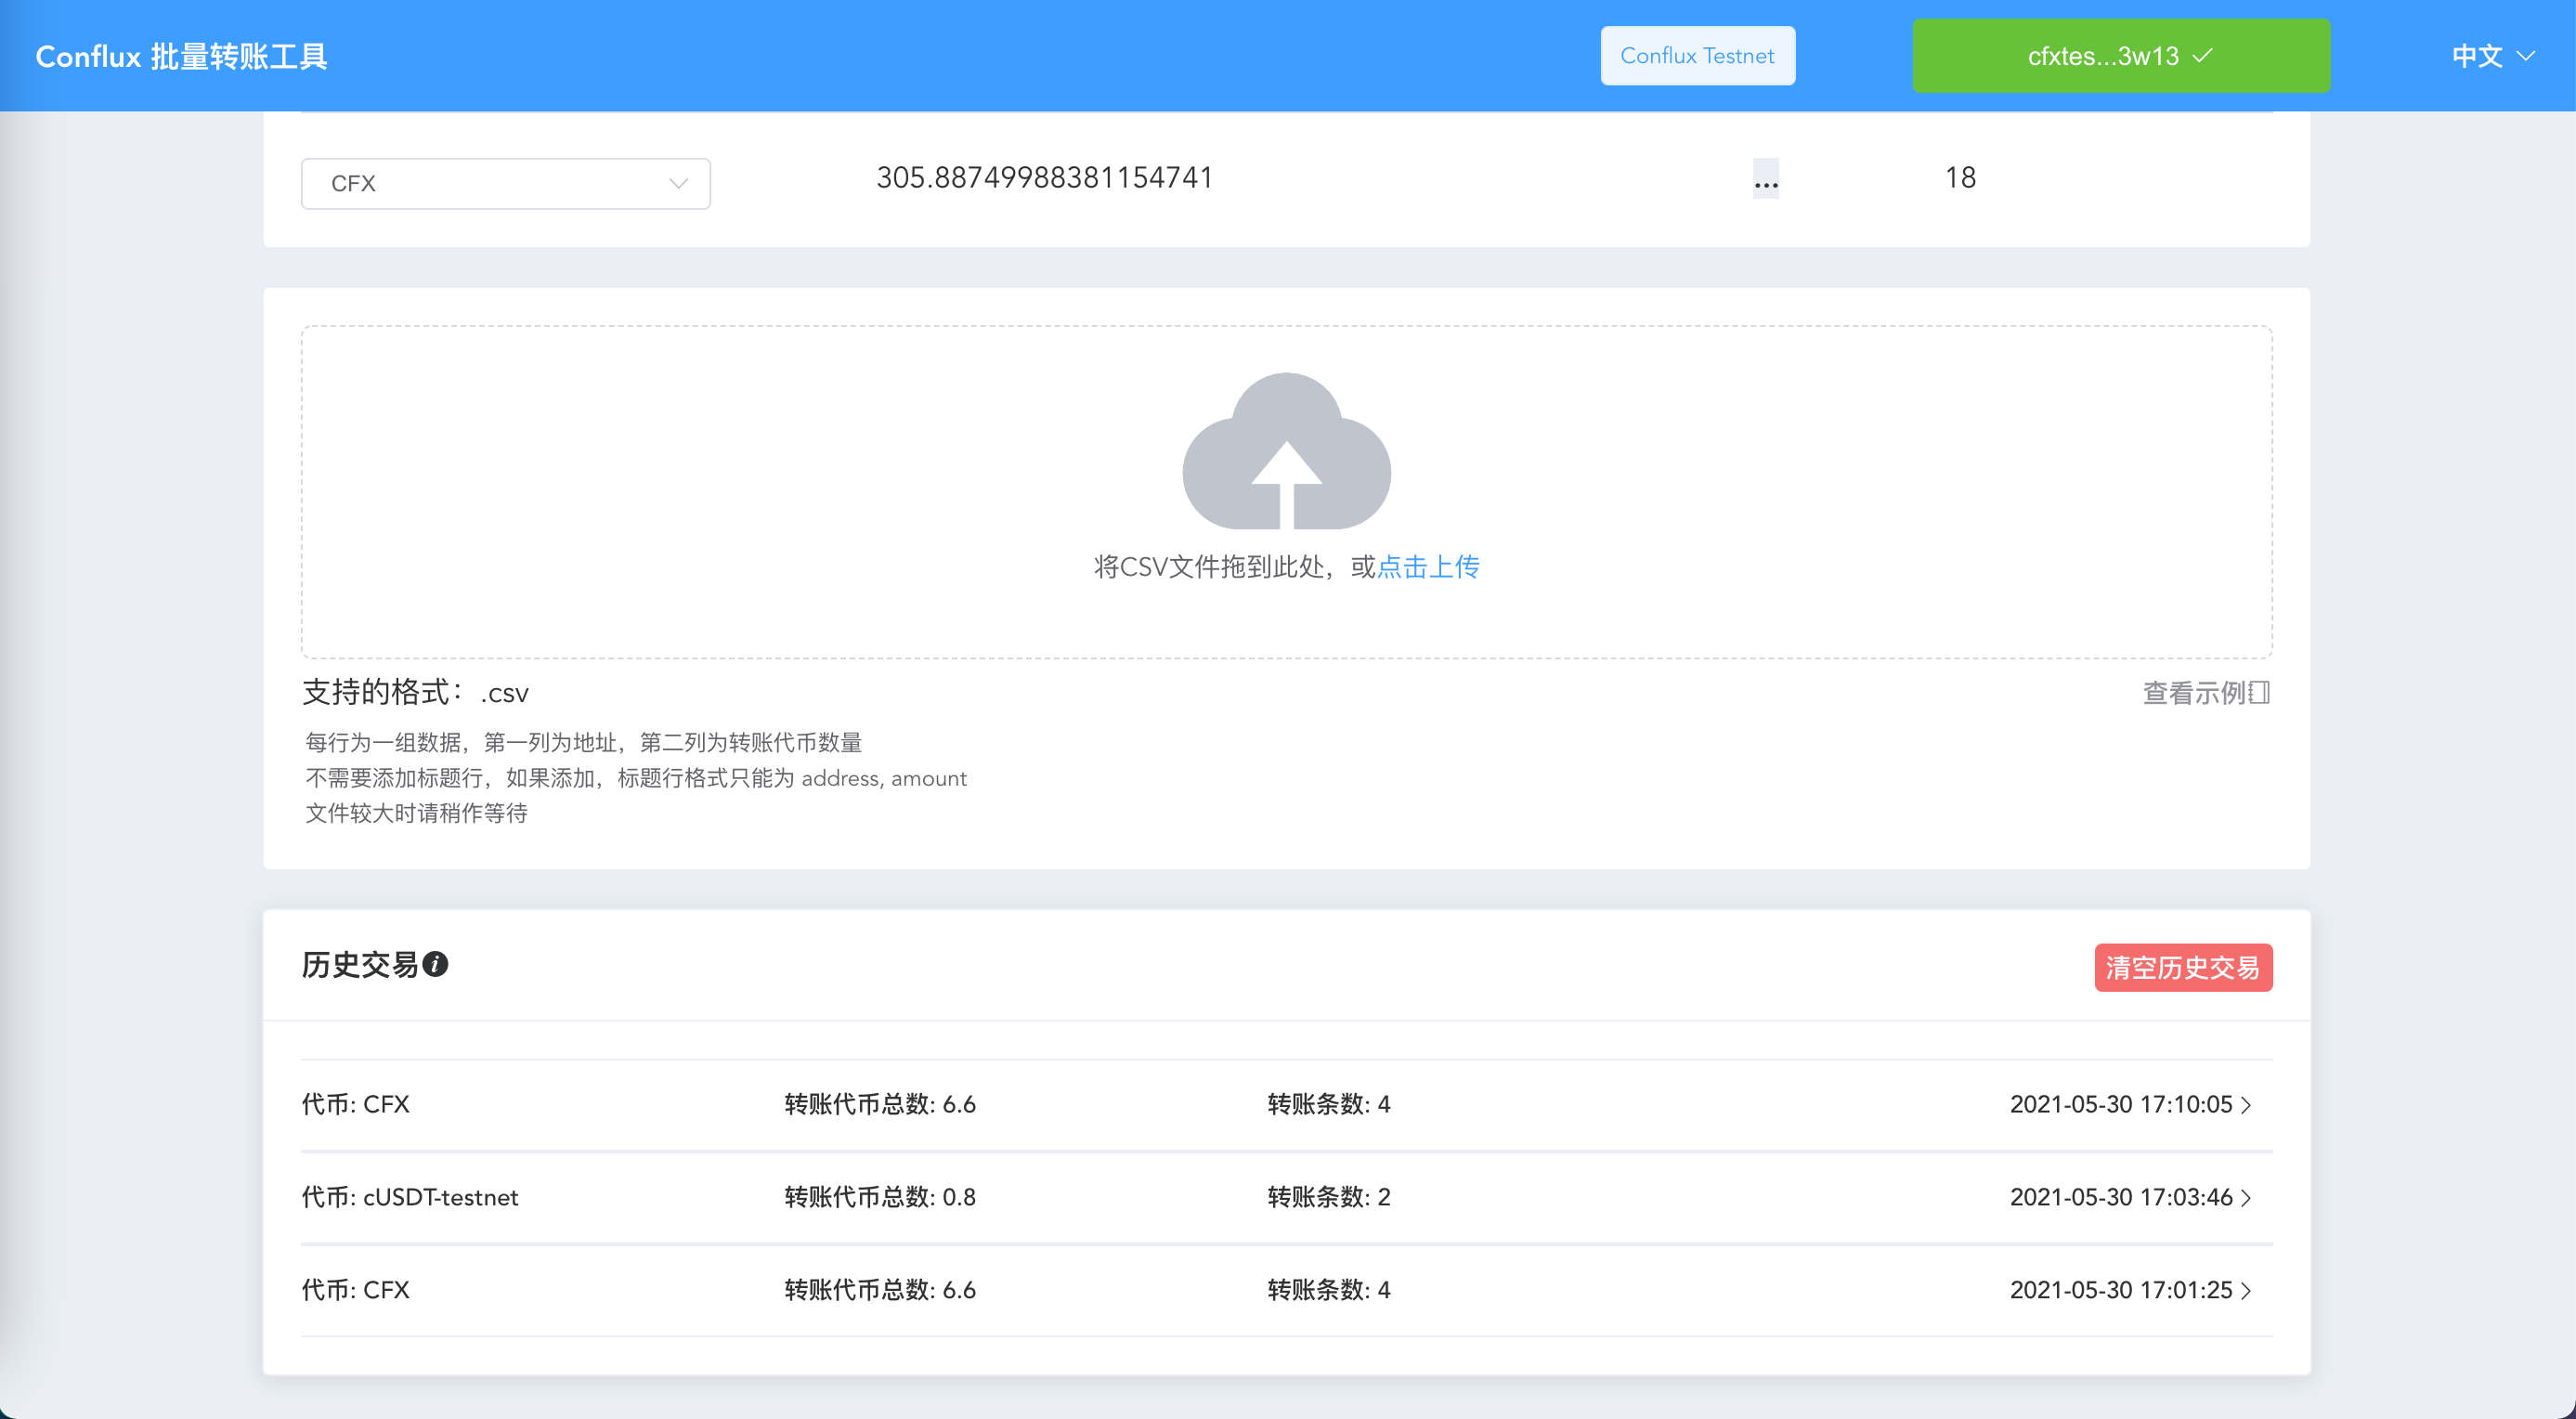 Conflux 批量转账工具
Conflux Testnet
cfxtes...3w13
中文
CFX
305.88749988381154741
...
18
将CSV文件拖到此处，或点击上传
支持的格式：.csv
查看示例
每行为一组数据，第一列为地址，第二列为转账代币数量
不需要添加标题行，如果添加，标题行格式只能为 address, amount
文件较大时请稍作等待
历史交易
清空历史交易
代币: CFX 转账代币总数: 6.6 转账条数: 4 2021-05-30 17:10:05
代币: cUSDT-testnet 转账代币总数: 0.8 转账条数: 2 2021-05-30 17:03:46
代币: CFX 转账代币总数: 6.6 转账条数: 4 2021-05-30 17:01:25